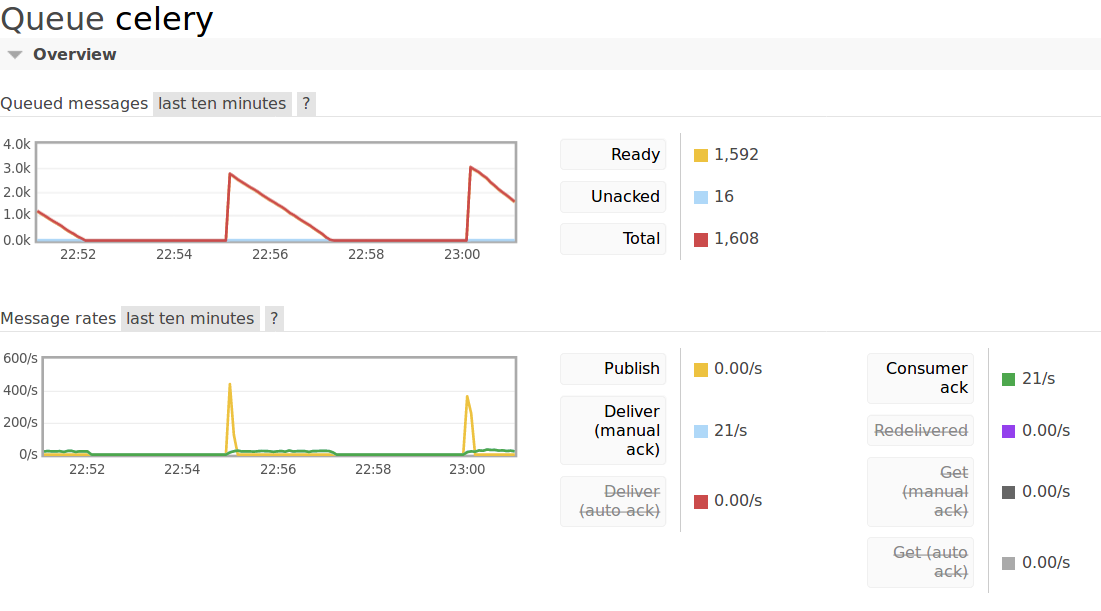 Queue celery
Overview
Queued messages last ten minutes ?
4.0k
3.0k
2.0k
1.0k
0.0k
22:52 22:54 22:56 22:58 23:00
Ready 1,592
Unacked 16
Total 1,608
Message rates last ten minutes ?
600/s
400/s
200/s
0/s
22:52 22:54 22:56 22:58 23:00
Publish 0.00/s
Deliver
(manual
ack)
21/s
Deliver
(auto ack)
0.00/s
Consumer
ack
21/s
Redelivered 0.00/s
Get
(manual
ack)
0.00/s
Get (auto
ack)
0.00/s